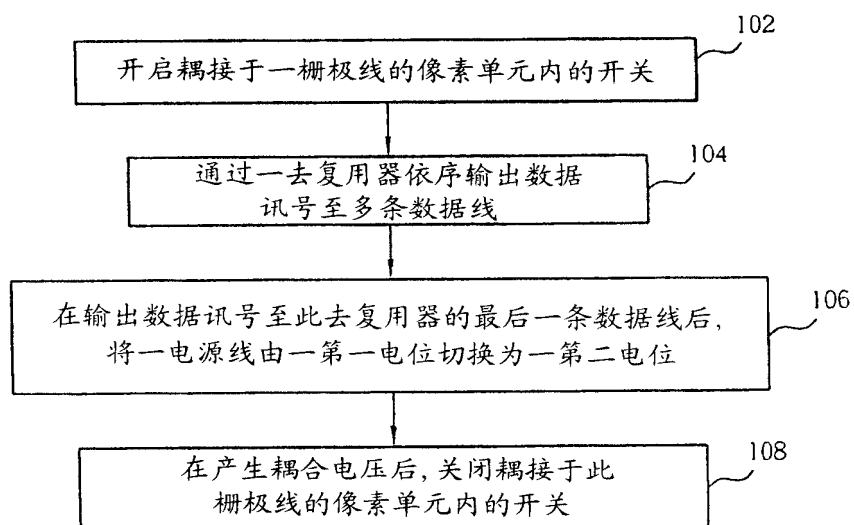 102
开启耦接于一栅极线的像素单元内的开关
104
通过一去复用器依序输出数据
讯号至多条数据线
106
在输出数据讯号至此去复用器的最后一条数据线后,
将一电源线由一第一电位切换为一第二电位
108
在产生耦合电压后,关闭耦接于此
栅极线的像素单元内的开关